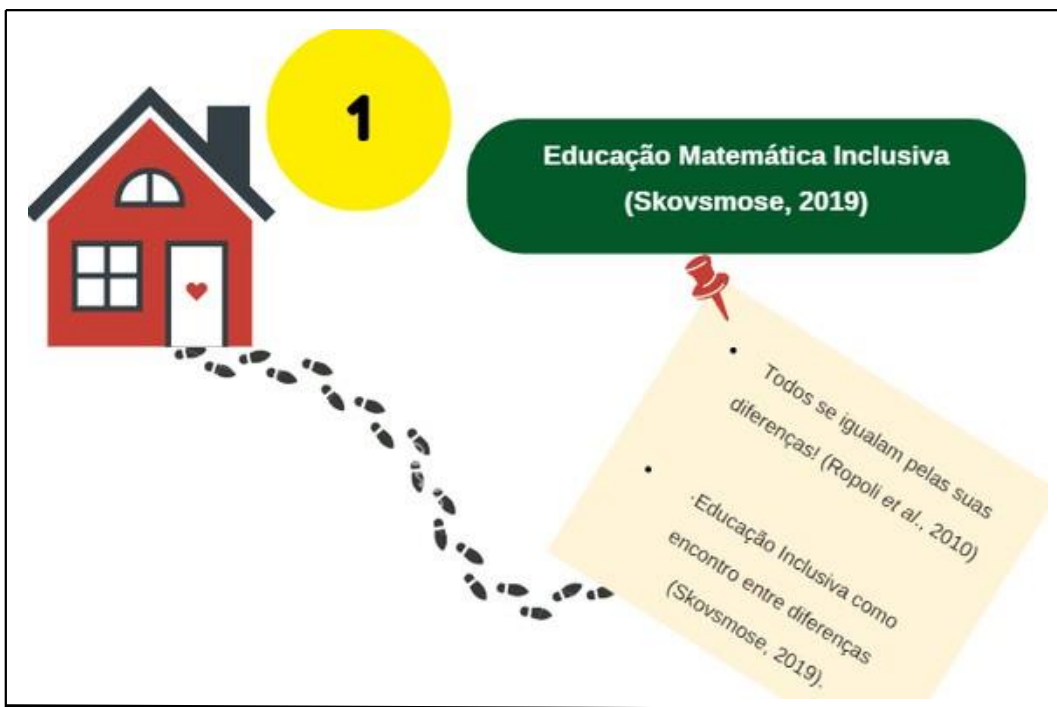 1
Educação Matemática Inclusiva
(Skovsmose, 2019)
• Todos se igualam pelas suas
diferenças! (Ropoli et al., 2010)
• ·Educação Inclusiva como
encontro entre diferenças
(Skovsmose, 2019).